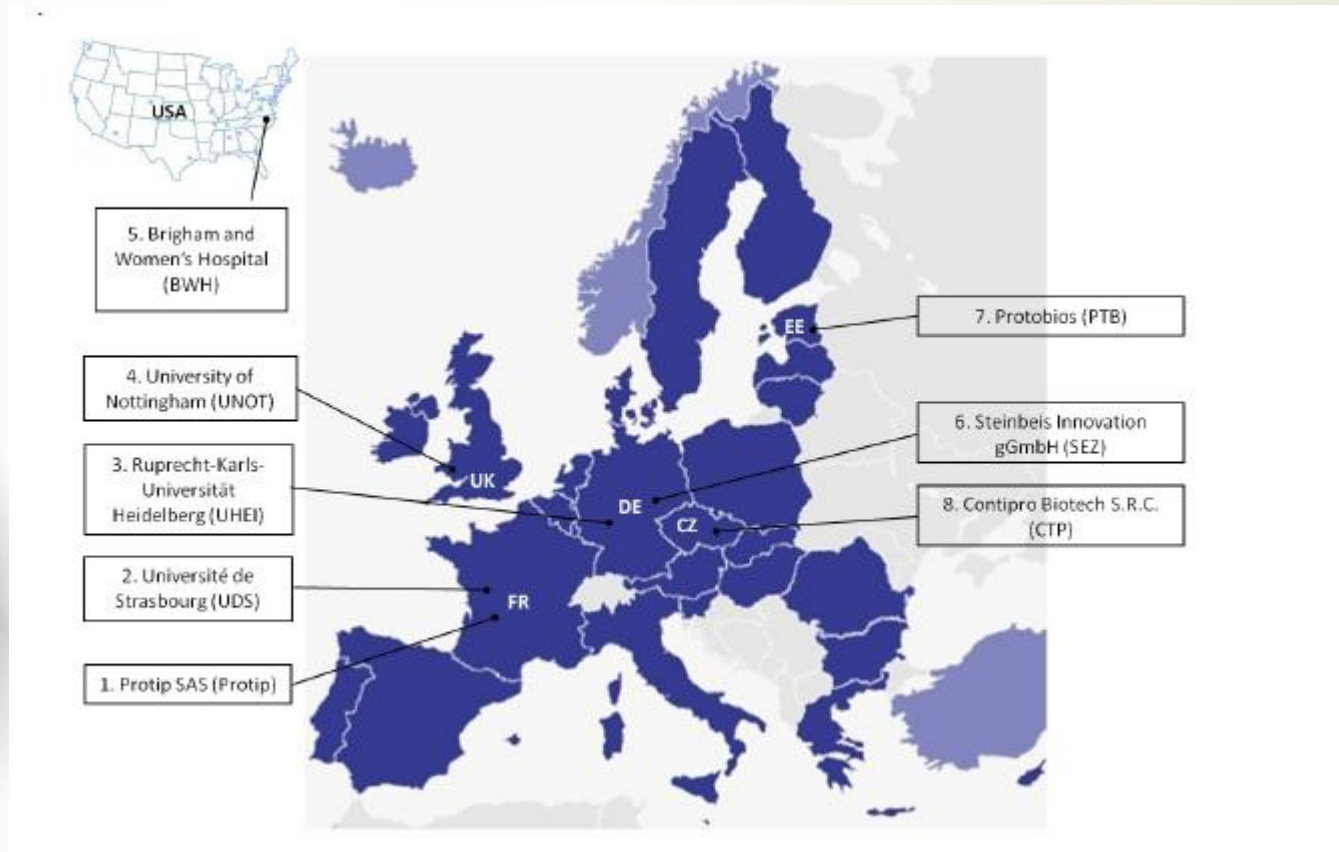 USA
5. Brigham and
Women's Hospital
(BWH)
4. University of
Nottingham (UNOT)
3. Ruprecht-Karls-
Universität
Heidelberg (UHEI)
2. Université de
Strasbourg (UDS)
1. Protip SAS (Protip)
UK
FR
DE
CZ
EE
7. Protobios (PTB)
6. Steinbeis Innovation
gGmbH (SEZ)
8. Contipro Biotech S.R.C.
(CTP)